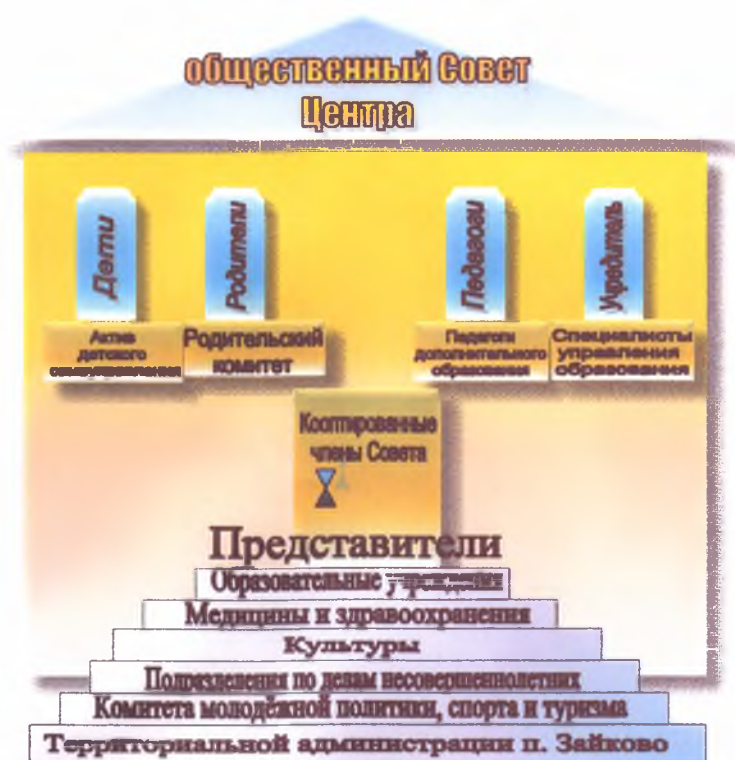 общественный Совет
Центра
Дети
Родители
Педагоги
Учредитель
Актив
детского
самоуправления
Родительский
комитет
Педагоги
дополнительного
образования
Специалисты
управления
образования
Кооптированные
члены Совета
Представители
Образовательные учреждения
Медицины и здравоохранения
Культуры
Подразделения по делам несовершеннолетних
Комитета молодёжной политики, спорта и туризма
Территориальной администрации п. Зайково